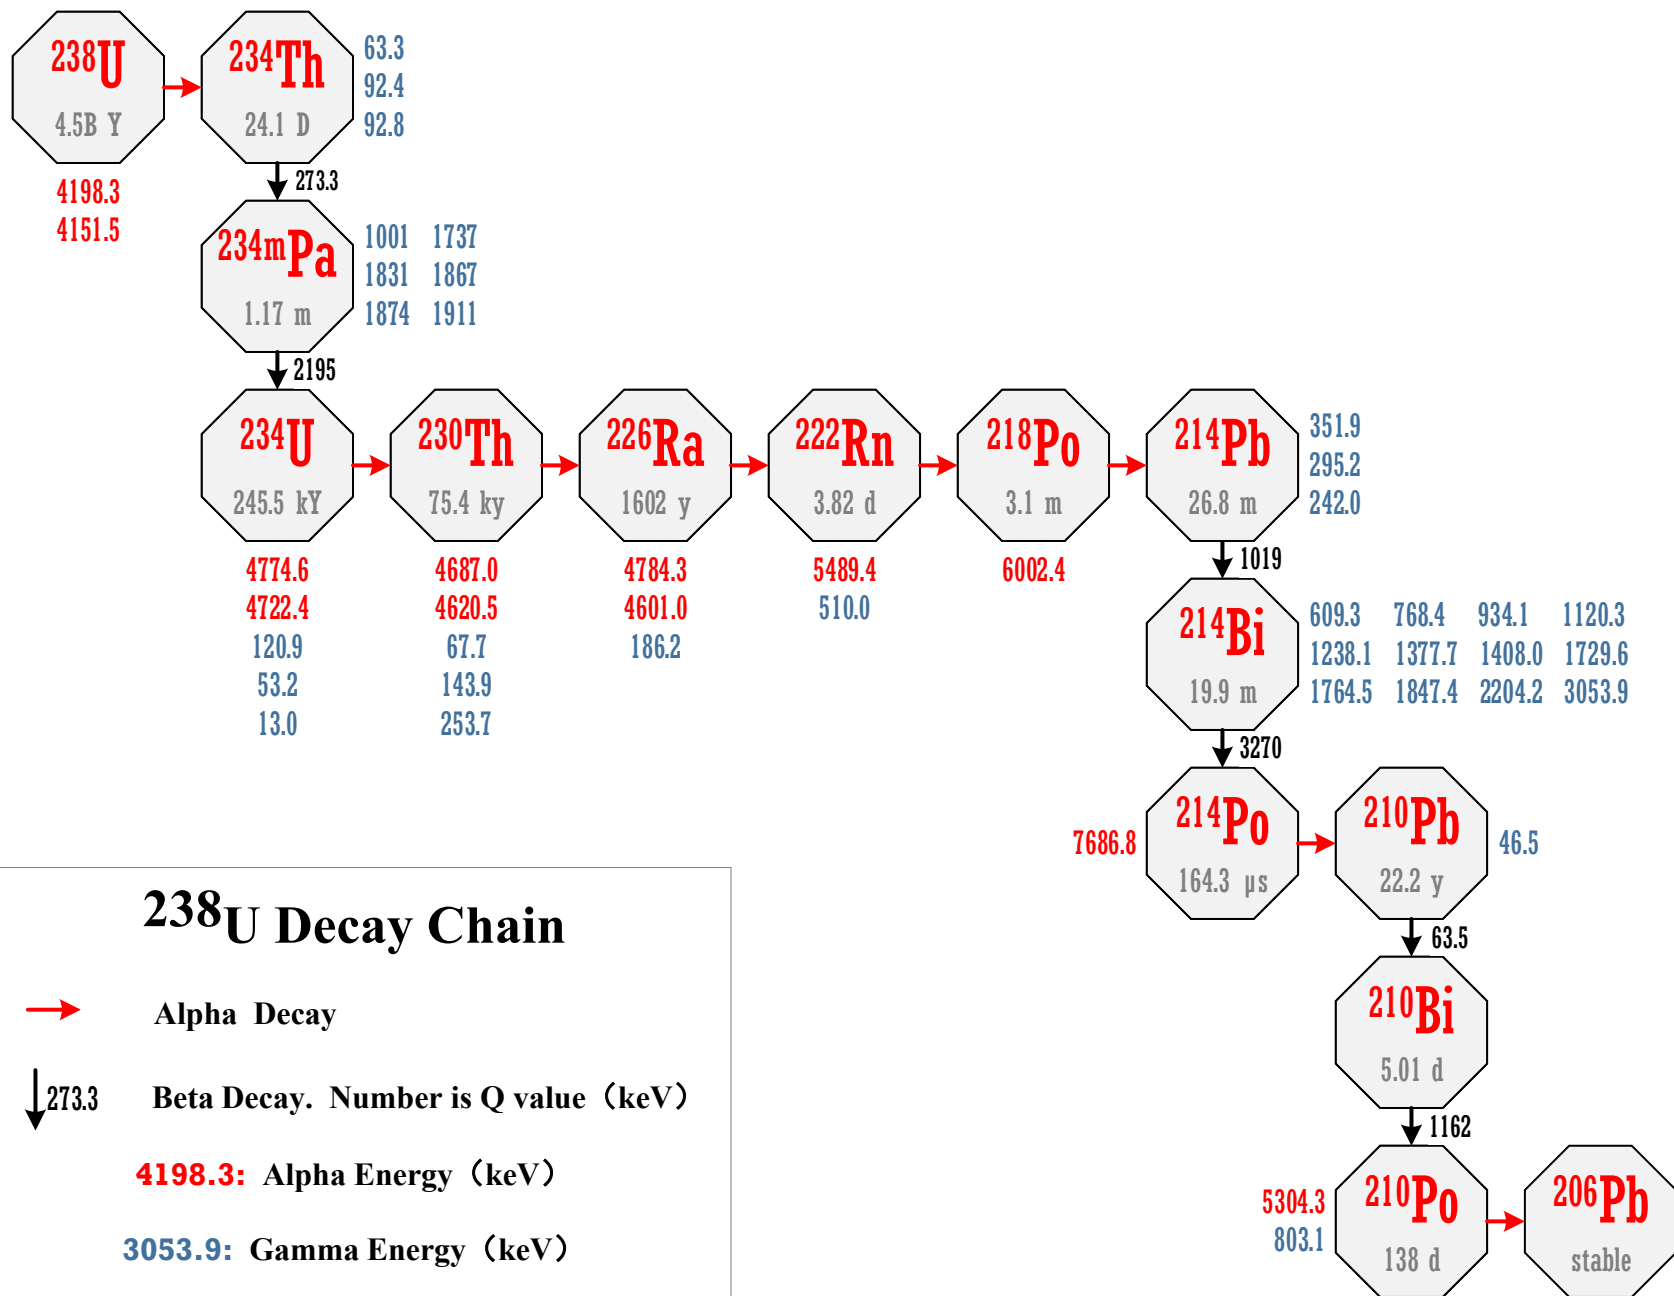 238U
4.5B Y
4198.3
4151.5
234Th
24.1 D
63.3
92.4
92.8
273.3
234mPa
1.17 m
1001 1737
1831 1867
1874 1911
2195
234U
245.5 kY
4774.6
4722.4
120.9
53.2
13.0
230Th
75.4 ky
4687.0
4620.5
67.7
143.9
253.7
226Ra
1602 y
4784.3
4601.0
186.2
222Rn
3.82 d
5489.4
510.0
218Po
3.1 m
6002.4
214Pb
26.8 m
351.9
295.2
242.0
1019
214Bi
19.9 m
609.3 768.4 934.1 1120.3
1238.1 1377.7 1408.0 1729.6
1764.5 1847.4 2204.2 3053.9
3270
7686.8
214Po
164.3 µs
210Pb
22.2 y
46.5
63.5
210Bi
5.01 d
1162
5304.3
803.1
210Po
138 d
206Pb
stable
238U Decay Chain
Alpha Decay
273.3 Beta Decay. Number is Q value（keV）
4198.3: Alpha Energy（keV）
3053.9: Gamma Energy（keV）